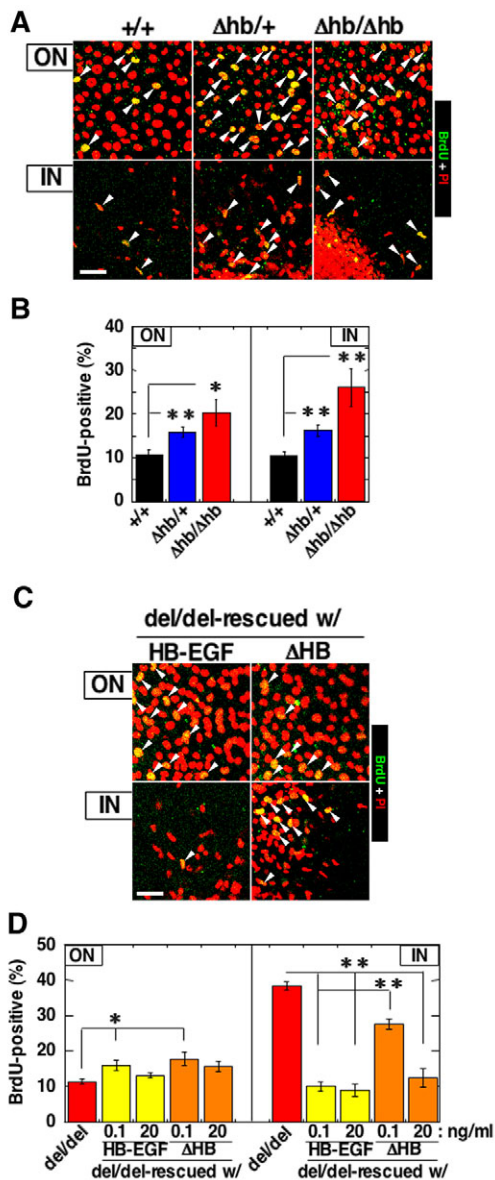 A
+/+ Δhb/+ Δhb/Δhb
ON
IN
BrdU + PI
B
BrdU-positive (%)
40
30
20
10
0
ON
IN
** *
** **
+/+ Δhb/+ Δhb/Δhb
+/+ Δhb/+ Δhb/Δhb
C
del/del-rescued w/
HB-EGF ΔHB
ON
IN
BrdU + PI
D
BrdU-positive (%)
50
40
30
20
10
0
ON
IN
*
**
**
del/del 0.1 20 0.1 20
HB-EGF ΔHB
del/del-rescued w/
del/del 0.1 20 0.1 20 : ng/ml
HB-EGF ΔHB
del/del-rescued w/